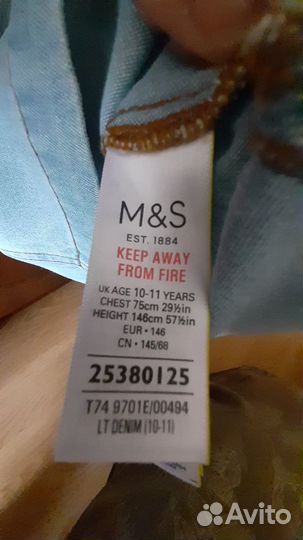 M&S
EST. 1884
KEEP AWAY
FROM FIRE
UK AGE 10-11 YEARS
CHEST 75cm 29½in
HEIGHT 146cm 57½in
EUR • 146
CN • 145/68
25380125
T74 9701E/00494
LT DENIM (10-11)
Avito